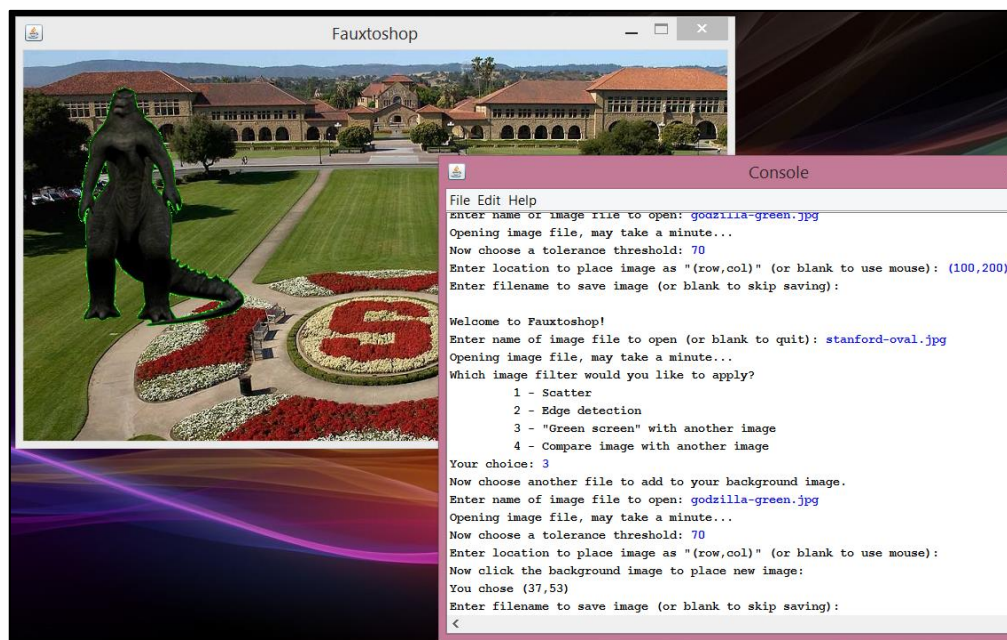 Fauxtoshop
Console
File Edit Help
Enter name of image file to open: godzilla-green.jpg
Opening image file, may take a minute...
Now choose a tolerance threshold: 70
Enter location to place image as "(row,col)" (or blank to use mouse): (100,200)
Enter filename to save image (or blank to skip saving):
Welcome to Fauxtoshop!
Enter name of image file to open (or blank to quit): stanford-oval.jpg
Opening image file, may take a minute...
Which image filter would you like to apply?
1 - Scatter
2 - Edge detection
3 - "Green screen" with another image
4 - Compare image with another image
Your choice: 3
Now choose another file to add to your background image.
Enter name of image file to open: godzilla-green.jpg
Opening image file, may take a minute...
Now choose a tolerance threshold: 70
Enter location to place image as "(row,col)" (or blank to use mouse):
Now click the background image to place new image:
You chose (37,53)
Enter filename to save image (or blank to skip saving):
S